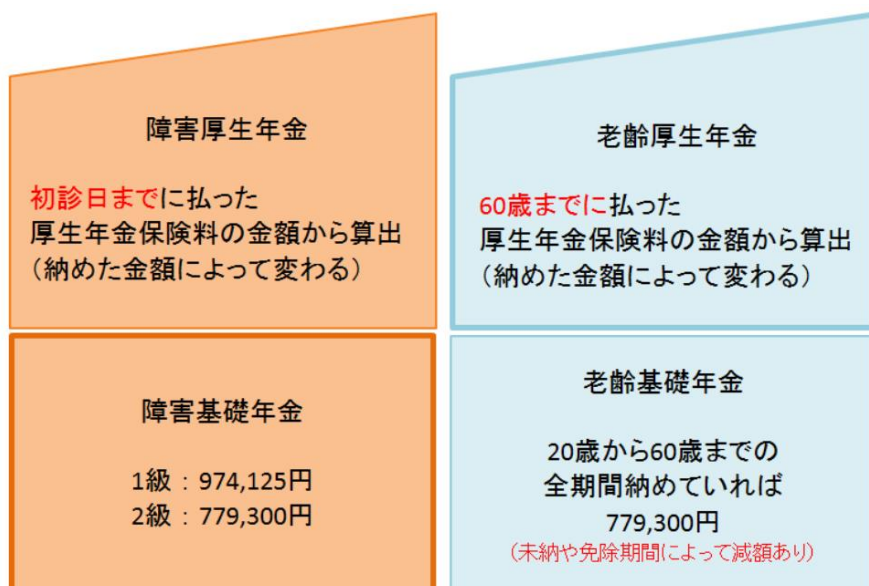 障害厚生年金
初診日までに払った
厚生年金保険料の金額から算出
（納めた金額によって変わる）
障害基礎年金
1級：974,125円
2級：779,300円
老齢厚生年金
60歳までに払った
厚生年金保険料の金額から算出
（納めた金額によって変わる）
老齢基礎年金
20歳から60歳までの
全期間納めていれば
779,300円
（未納や免除期間によって減額あり）